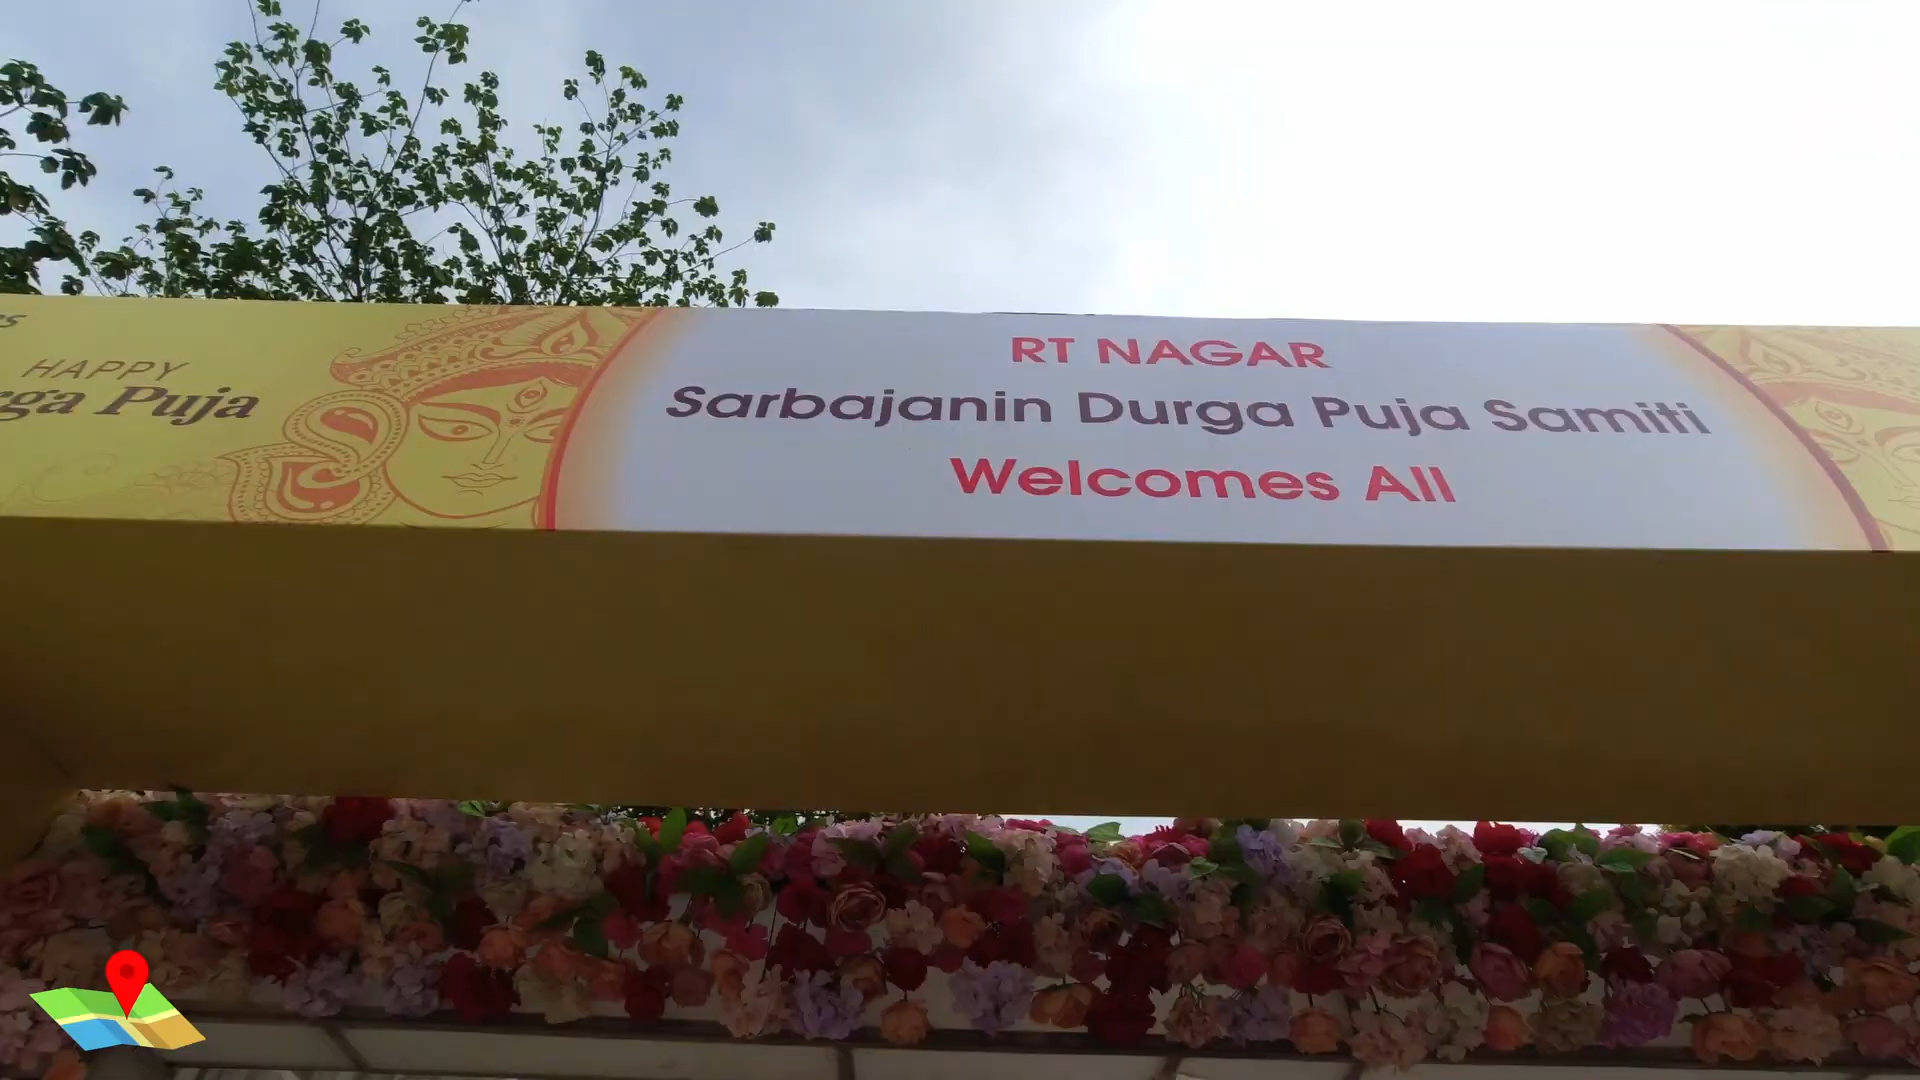 HAPPY
Puja
RT NAGAR
Sarbajanin Durga Puja Samiti
Welcomes All